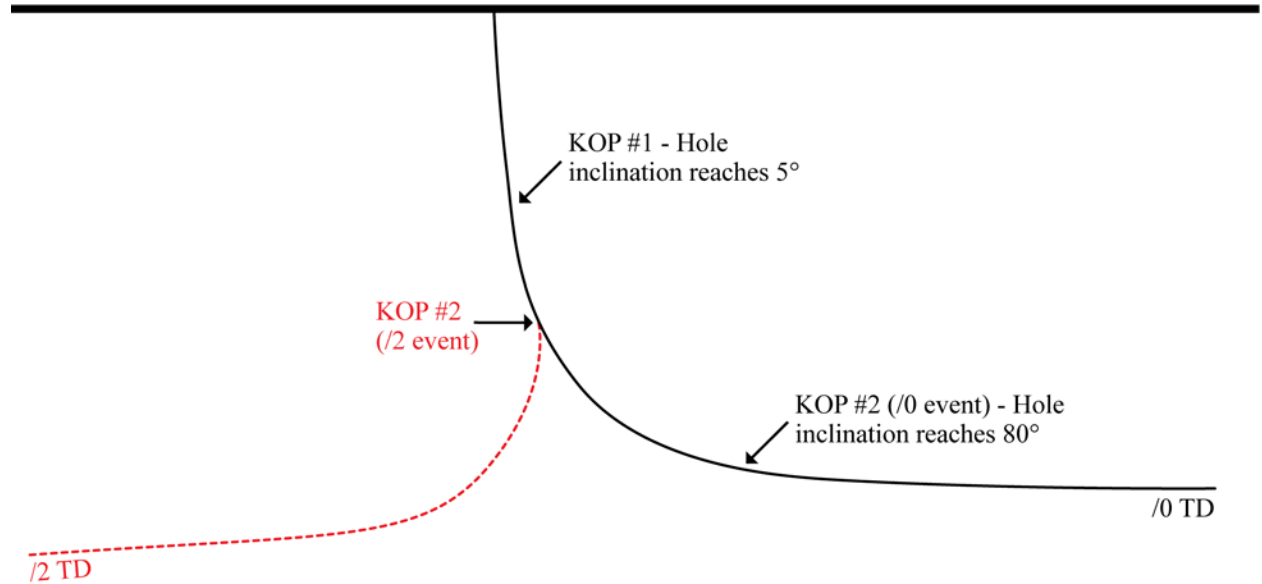 KOP #1 - Hole
inclination reaches 5°
KOP #2
(/2 event)
KOP #2 (/0 event) - Hole
inclination reaches 80°
/0 TD
/2 TD